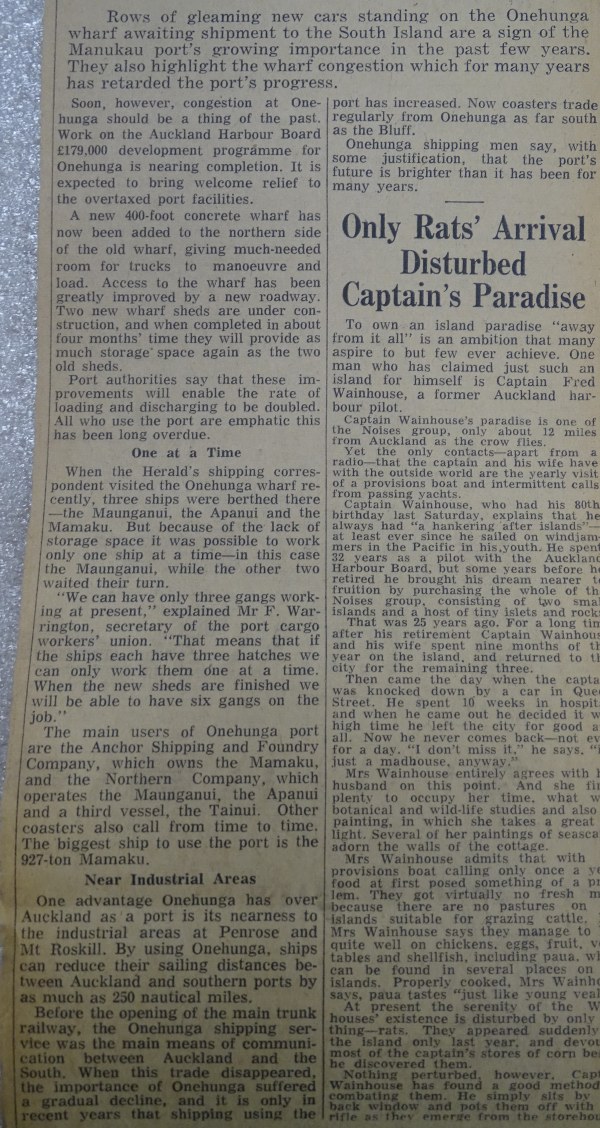 Rows of gleaming new cars standing on the Onehunga
wharf awaiting shipment to the South Island are a sign of the
Manukau port's growing importance in the past few years.
They also highlight the wharf congestion which for many years
has retarded the port's progress.
Soon, however, congestion at One-
hunga should be a thing of the past.
Work on the Auckland Harbour Board
£179,000 development programme for
Onehunga is nearing completion. It is
expected to bring welcome relief to
the overtaxed port facilities.
A new 400-foot concrete wharf has
now been added to the northern side
of the old wharf, giving much-needed
room for trucks to manoeuvre and
load. Access to the wharf has been
greatly improved by a new roadway.
Two new wharf sheds are under con-
struction, and when completed in about
four months' time they will provide as
much storage space again as the two
old sheds.
Port authorities say that these im-
provements will enable the rate of
loading and discharging to be doubled.
All who use the port are emphatic this
has been long overdue.
One at a Time
When the Herald's shipping corres-
pondent visited the Onehunga wharf re-
cently, three ships were berthed there
—the Maunganui, the Apanui and the
Mamaku. But because of the lack of
storage space it was possible to work
only one ship at a time—in this case
the Maunganui, while the other two
waited their turn.
"We can have only three gangs work-
ing at present," explained Mr F. War-
rington, secretary of the port cargo
workers' union. "That means that if
the ships each have three hatches we
can only work them one at a time.
When the new sheds are finished we
will be able to have six gangs on the
job."
The main users of Onehunga port
are the Anchor Shipping and Foundry
Company, which owns the Mamaku,
and the Northern Company, which
operates the Maunganui, the Apanui
and a third vessel, the Tainui. Other
coasters also call from time to time.
The biggest ship to use the port is the
927-ton Mamaku.
Near Industrial Areas
One advantage Onehunga has over
Auckland as a port is its nearness to
the industrial areas at Penrose and
Mt Roskill. By using Onehunga, ships
can reduce their sailing distances be-
tween Auckland and southern ports by
as much as 250 nautical miles.
Before the opening of the main trunk
railway, the Onehunga shipping ser-
vice was the main means of communi-
cation between Auckland and the
South. When this trade disappeared,
the importance of Onehunga suffered
a gradual decline, and it is only in
recent years that shipping using the
port has increased. Now coasters trade
regularly from Onehunga as far south
as the Bluff.
Onehunga shipping men say, with
some justification, that the port's
future is brighter than it has been for
many years.
Only Rats' Arrival
Disturbed
Captain's Paradise
To own an island paradise "away
from it all" is an ambition that many
aspire to but few ever achieve. One
man who has claimed just such an
island for himself is Captain Fred
Wainhouse, a former Auckland har-
bour pilot.
Captain Wainhouse's paradise is one of
the Noises group, only about 12 miles
from Auckland as the crow flies.
Yet the only contacts—apart from a
radio—that the captain and his wife have
with the outside world are the yearly visit
of a provisions boat and intermittent calls
from passing yachts.
Captain Wainhouse, who had his 80th
birthday last Saturday, explains that he
always had "a hankering after islands"—
at least ever since he sailed on windjam-
mers in the Pacific in his youth. He spent
32 years as a pilot with the Auckland
Harbour Board, but some years before he
retired he brought his dream nearer to
fruition by purchasing the whole of the
Noises group, consisting of two smal
islands and a host of tiny islets and rocks
That was 25 years ago. For a long tim
after his retirement Captain Wainhous
and his wife spent nine months of th
year on the island, and returned to th
city for the remaining three.
Then came the day when the capta
was knocked down by a car in Quee
Street. He spent 10 weeks in hospita
and when he came out he decided it w
high time he left the city for good a
all. Now he never comes back—not ev
for a day. "I don't miss it," he says, "i
just a madhouse, anyway."
Mrs Wainhouse entirely agrees with h
husband on this point. And she fin
plenty to occupy her time, what w
botanical and wild-life studies and also
painting, in which she takes a great
light. Several of her paintings of seasca
adorn the walls of the cottage.
Mrs Wainhouse admits that with
provisions boat calling only once a ye
food at first posed something of a pr
lem. They got virtually no fresh m
because there are no pastures on
islands suitable for grazing cattle.
Mrs Wainhouse says they manage to
quite well on chickens, eggs, fruit, ve
tables and shellfish, including paua, wh
can be found in several places on
islands. Properly cooked, Mrs Wainho
says, paua tastes "just like young veal
At present the serenity of the W
houses' existence is disturbed by only
thing—rats. They appeared suddenly
the island only last year, and devou
most of the captain's stores of corn be
he discovered them.
Nothing perturbed, however, Capt
Wainhouse has found a good method
combating them. He simply sits by
back window and pots them off with
rifle as they emerge from the storehou